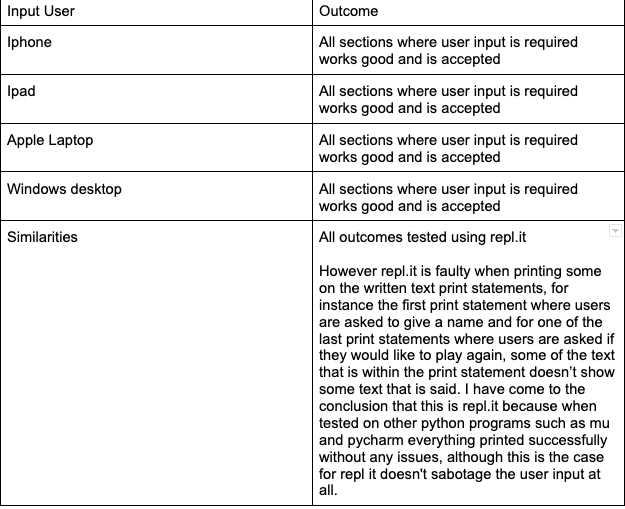 Input User
Outcome
Iphone
All sections where user input is required
works good and is accepted
Ipad
All sections where user input is required
works good and is accepted
Apple Laptop
All sections where user input is required
works good and is accepted
Windows desktop
All sections where user input is required
works good and is accepted
Similarities
All outcomes tested using repl.it
However repl.it is faulty when printing some
on the written text print statements, for
instance the first print statement where users
are asked to give a name and for one of the
last print statements where users are asked if
they would like to play again, some of the text
that is within the print statement doesn’t show
some text that is said. I have come to the
conclusion that this is repl.it because when
tested on other python programs such as mu
and pycharm everything printed successfully
without any issues, although this is the case
for repl it doesn't sabotage the user input at
all.